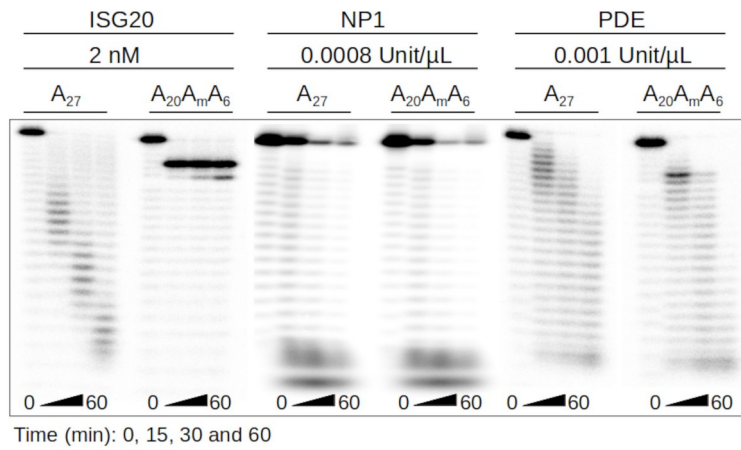 ISG20 NP1 PDE
2 nM 0.0008 Unit/µL 0.001 Unit/µL
A₂₇ A₂₀AₘA₆ A₂₇ A₂₀AₘA₆ A₂₇ A₂₀AₘA₆
0 60 0 60 0 60 0 60 0 60 0 60
Time (min): 0, 15, 30 and 60